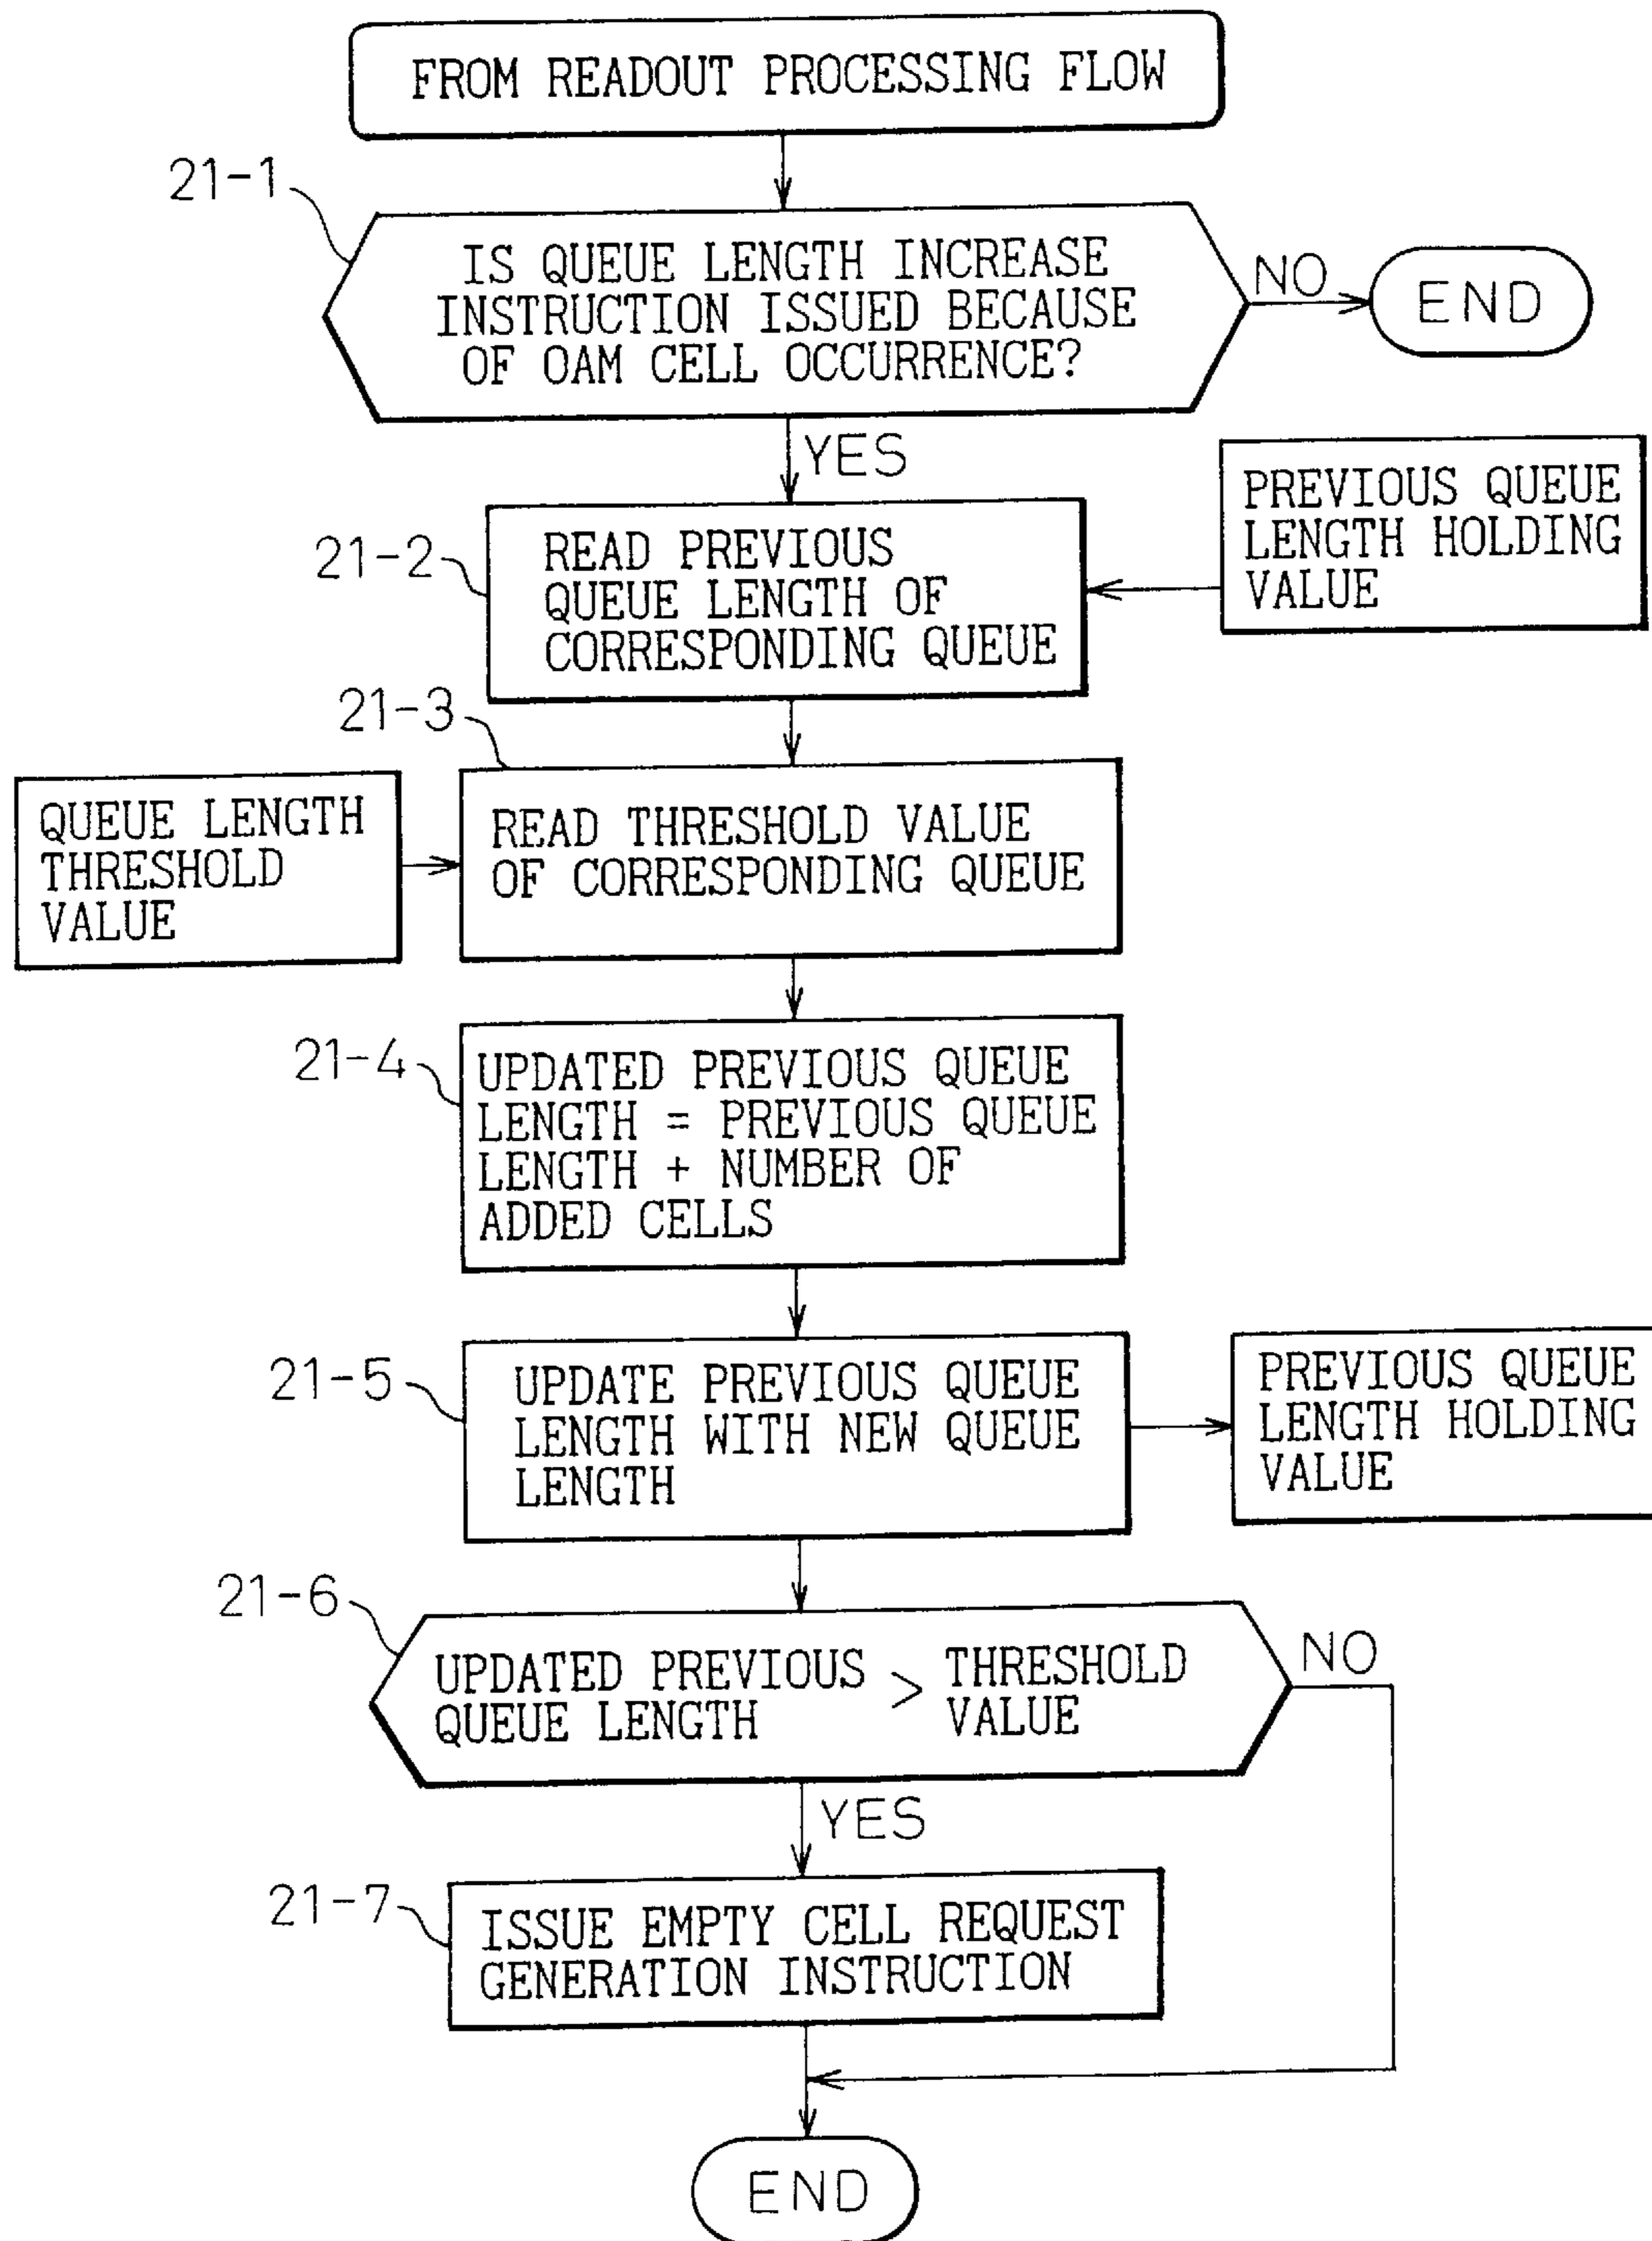 FROM READOUT PROCESSING FLOW
21-1
IS QUEUE LENGTH INCREASE
INSTRUCTION ISSUED BECAUSE
OF OAM CELL OCCURRENCE?
NO
END
YES
21-2
READ PREVIOUS
QUEUE LENGTH OF
CORRESPONDING QUEUE
PREVIOUS QUEUE
LENGTH HOLDING
VALUE
21-3
QUEUE LENGTH
THRESHOLD
VALUE
READ THRESHOLD VALUE
OF CORRESPONDING QUEUE
21-4
UPDATED PREVIOUS QUEUE
LENGTH = PREVIOUS QUEUE
LENGTH + NUMBER OF
ADDED CELLS
21-5
UPDATE PREVIOUS QUEUE
LENGTH WITH NEW QUEUE
LENGTH
PREVIOUS QUEUE
LENGTH HOLDING
VALUE
21-6
UPDATED PREVIOUS
QUEUE LENGTH
>
THRESHOLD
VALUE
NO
YES
21-7
ISSUE EMPTY CELL REQUEST
GENERATION INSTRUCTION
END